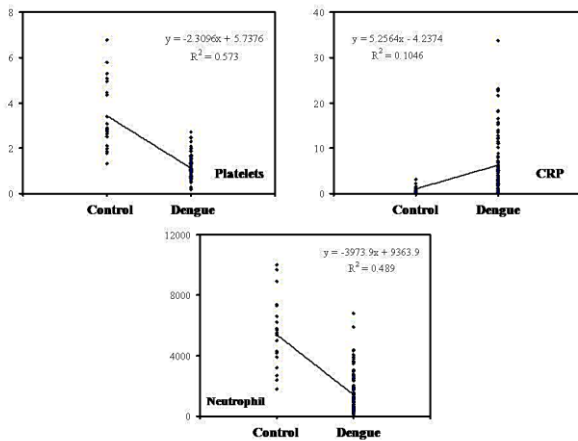 8
6
4
2
0
y = -2.3096x + 5.7376
R² = 0.573
Platelets
Control Dengue
40
30
20
10
0
y = 5.2564x - 4.2374
R² = 0.1046
CRP
Control Dengue
12000
8000
4000
0
y = -3973.9x + 9363.9
R² = 0.489
Neutrophil
Control Dengue